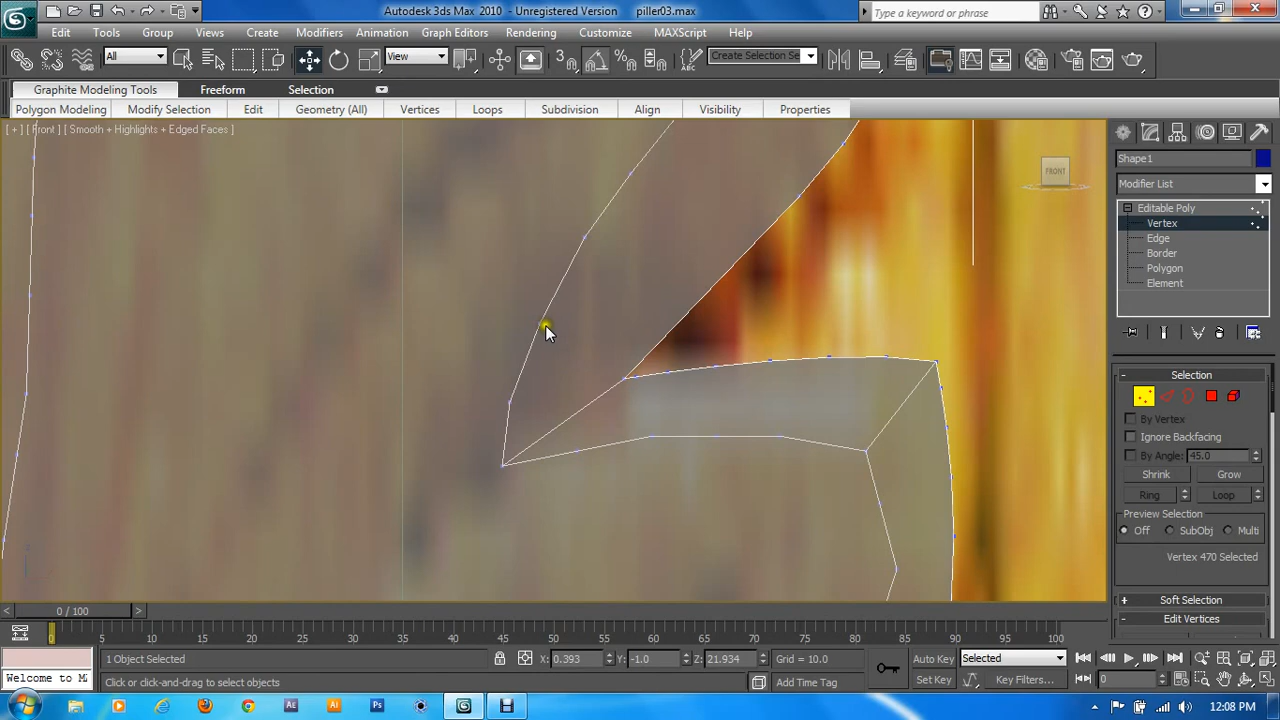 Autodesk 3ds Max 2010 - Unregistered Version piller03.max
Type a keyword or phrase
Edit Tools Group Views Create Modifiers Animation Graph Editors Rendering Customize MAXScript Help
All View 3 Create Selection Se
Graphite Modeling Tools Freeform Selection
Polygon Modeling Modify Selection Edit Geometry (All) Vertices Loops Subdivision Align Visibility Properties
[ + ] [ Front ] [ Smooth + Highlights + Edged Faces ]
FRONT
Shape1
Modifier List
Editable Poly
Vertex
Edge
Border
Polygon
Element
Selection
By Vertex
Ignore Backfacing
By Angle: 45.0
Shrink Grow
Ring Loop
Preview Selection
Off SubObj Multi
Vertex 470 Selected
Soft Selection
Edit Vertices
0 / 100
0 5 10 15 20 25 30 35 40 45 50 55 60 65 70 75 80 85 90 95 100
1 Object Selected X: 0.393 Y: -1.0 Z: 21.934 Grid = 10.0 Auto Key Selected
Welcome to M Click or click-and-drag to select objects Add Time Tag Set Key Key Filters... 0
12:08 PM